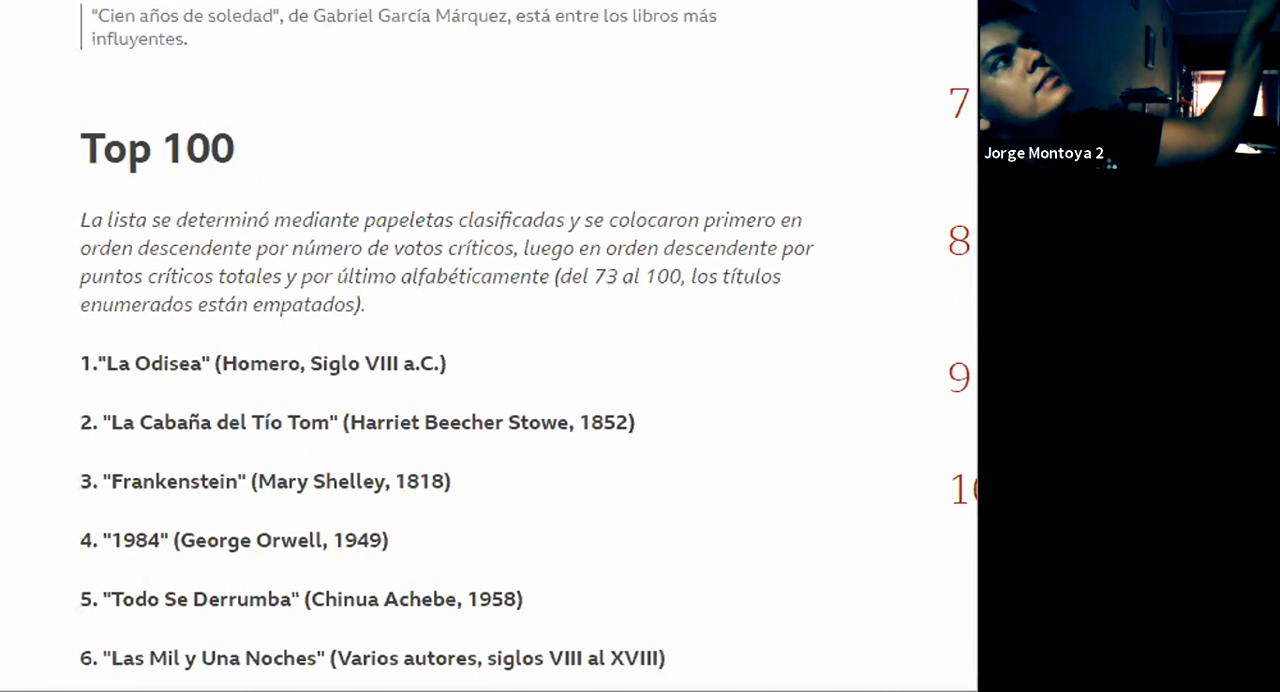 "Cien años de soledad", de Gabriel García Márquez, está entre los libros más
influyentes.
Top 100
La lista se determinó mediante papeletas clasificadas y se colocaron primero en
orden descendente por número de votos críticos, luego en orden descendente por
puntos críticos totales y por último alfabéticamente (del 73 al 100, los títulos
enumerados están empatados).
1."La Odisea" (Homero, Siglo VIII a.C.)
2. "La Cabaña del Tío Tom" (Harriet Beecher Stowe, 1852)
3. "Frankenstein" (Mary Shelley, 1818)
4. "1984" (George Orwell, 1949)
5. "Todo Se Derrumba" (Chinua Achebe, 1958)
6. "Las Mil y Una Noches" (Varios autores, siglos VIII al XVIII)
7
8
9
10
Jorge Montoya 2